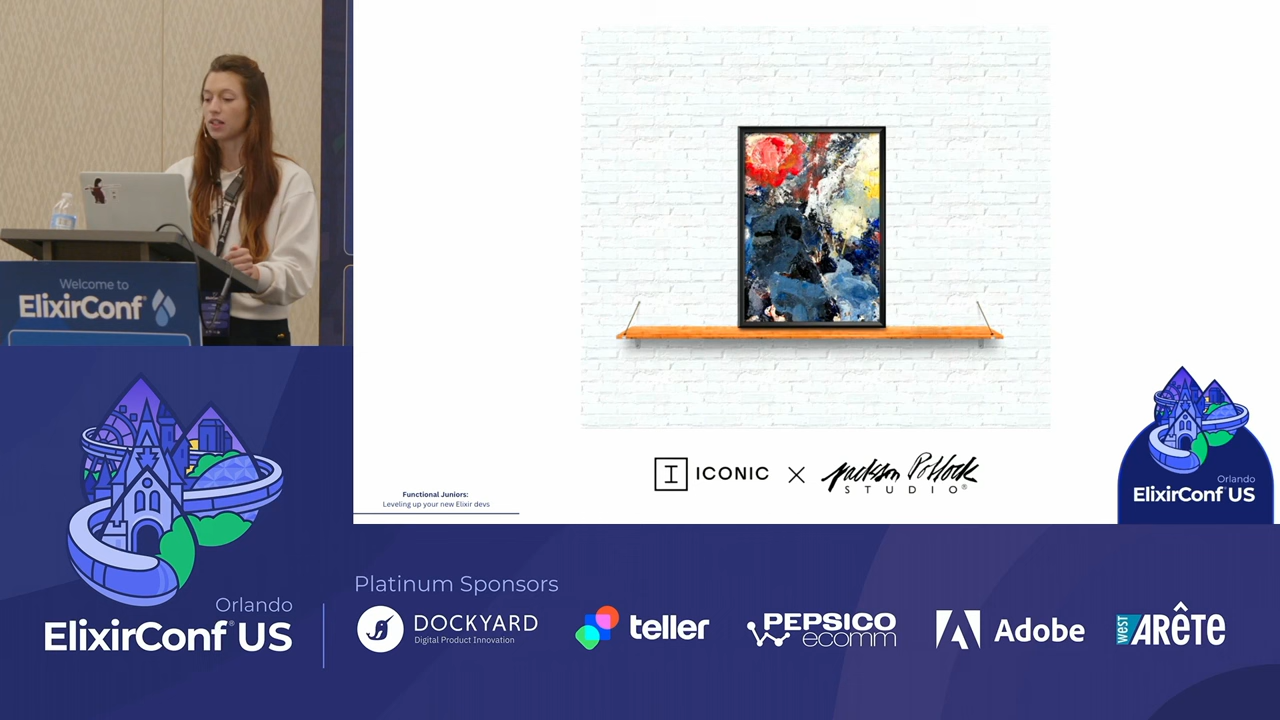 Welcome to
ElixirConf®
ICONIC × Jackson Pollock
STUDIO®
Functional Juniors:
Leveling up your new Elixir devs
Orlando
ElixirConf US
Orlando
ElixirConf® US
Platinum Sponsors
DOCKYARD
Digital Product Innovation
teller
PEPSICO
ecomm
Adobe
west ARÊTE